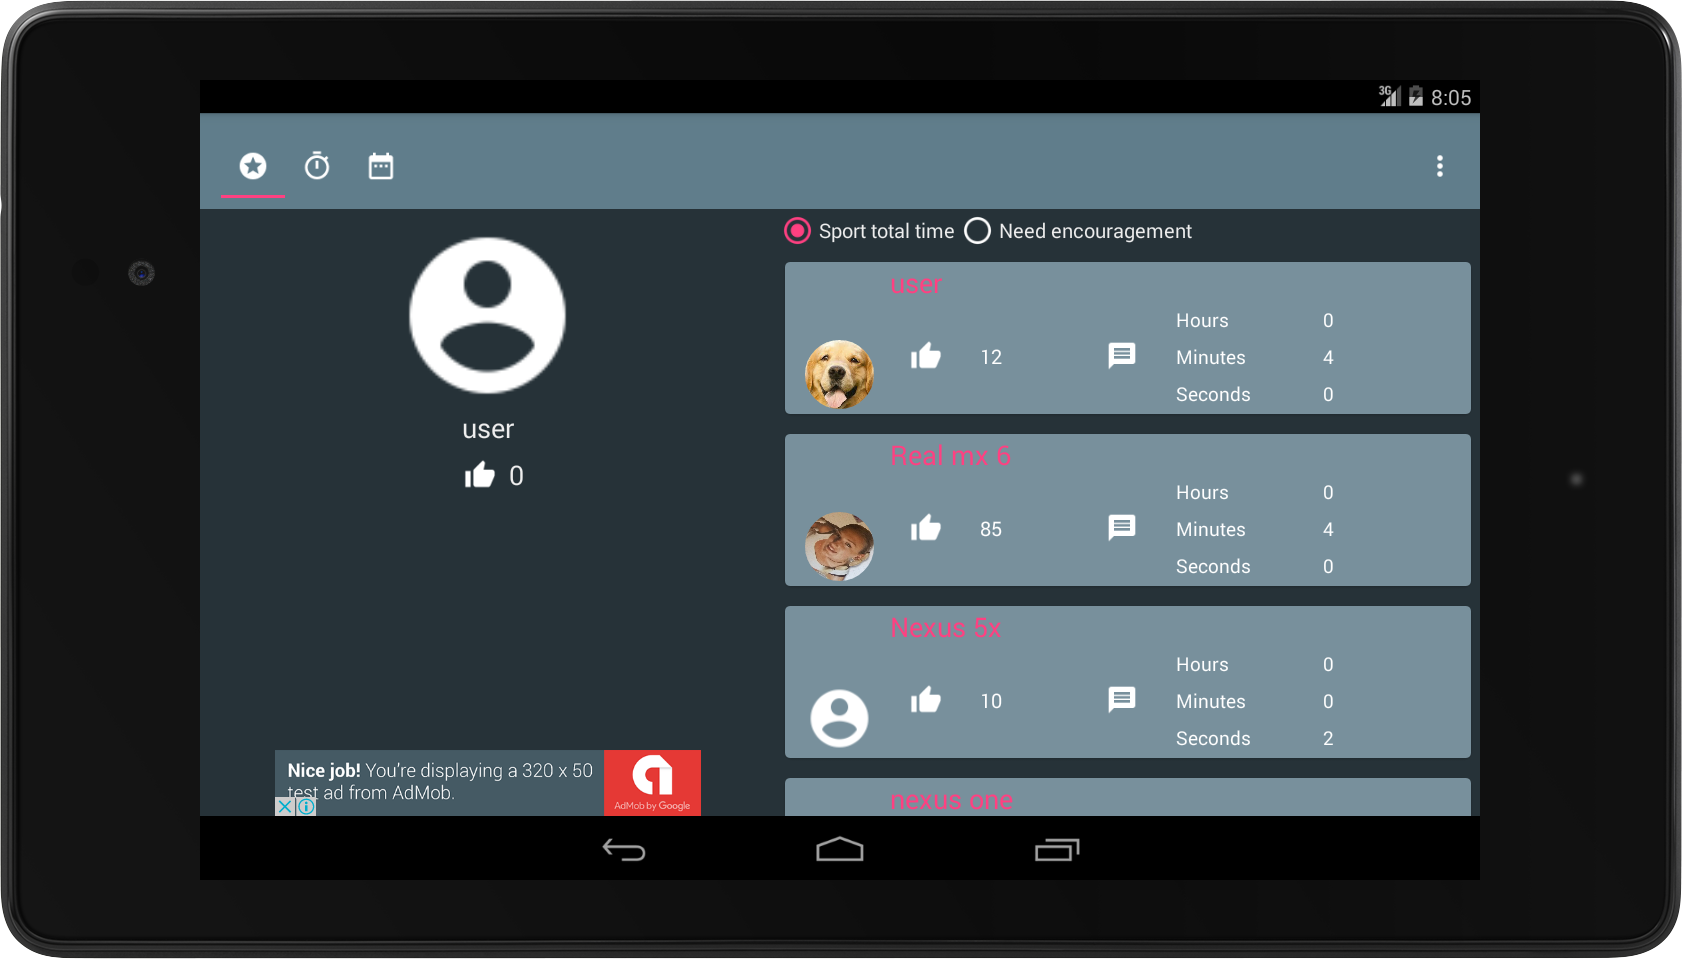 3G 8:05
Sport total time Need encouragement
user
0
user
12
Hours 0
Minutes 4
Seconds 0
Real mx 6
85
Hours 0
Minutes 4
Seconds 0
Nexus 5x
10
Hours 0
Minutes 0
Seconds 2
nexus one
Nice job! You're displaying a 320 x 50
test ad from AdMob.
AdMob by Google